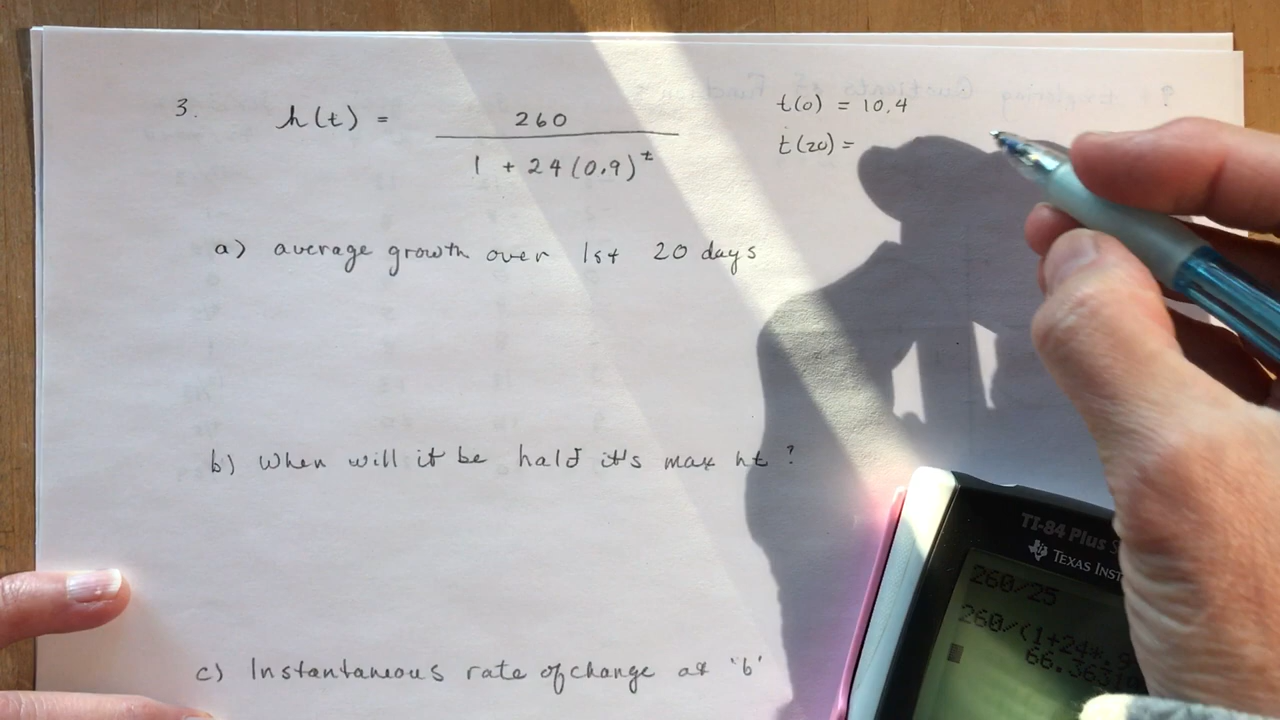 3. h(t) = 260 / 1 + 24(0.9)^t
t(0) = 10.4
t(20) =
a) average growth over 1st 20 days
b) When will it be half it's max ht ?
c) Instantaneous rate of change at 'b'
TI-84 Plus
TEXAS INST
260/25
260/(1+24*.9
66.3631